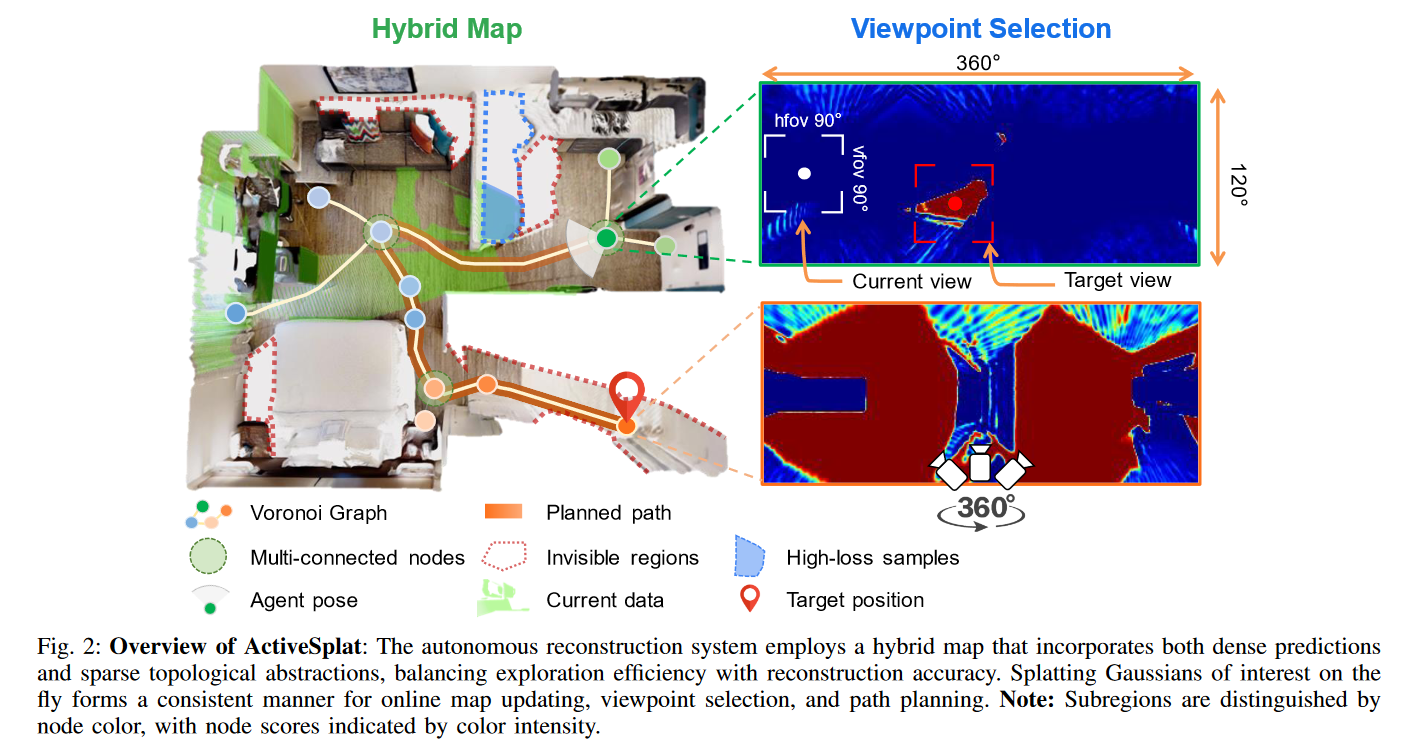 Hybrid Map
Viewpoint Selection
360°
hfov 90°
vfov 90°
120°
Current view
Target view
360°
Voronoi Graph
Planned path
Multi-connected nodes
Invisible regions
High-loss samples
Agent pose
Current data
Target position
Fig. 2: Overview of ActiveSplat: The autonomous reconstruction system employs a hybrid map that incorporates both dense predictions
and sparse topological abstractions, balancing exploration efficiency with reconstruction accuracy. Splatting Gaussians of interest on the
fly forms a consistent manner for online map updating, viewpoint selection, and path planning. Note: Subregions are distinguished by
node color, with node scores indicated by color intensity.